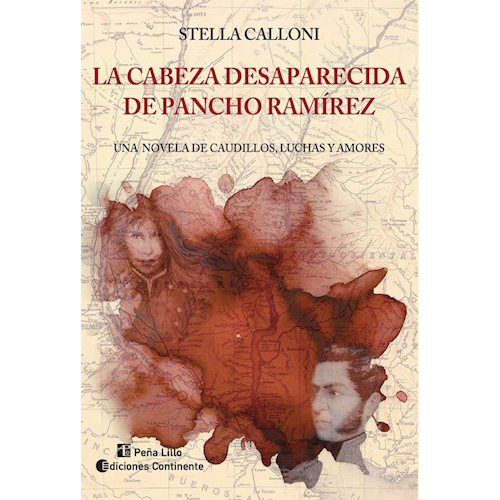 STELLA CALLONI
LA CABEZA DESAPARECIDA
DE PANCHO RAMÍREZ
UNA NOVELA DE CAUDILLOS, LUCHAS Y AMORES
Peña Lillo
Ediciones Continente